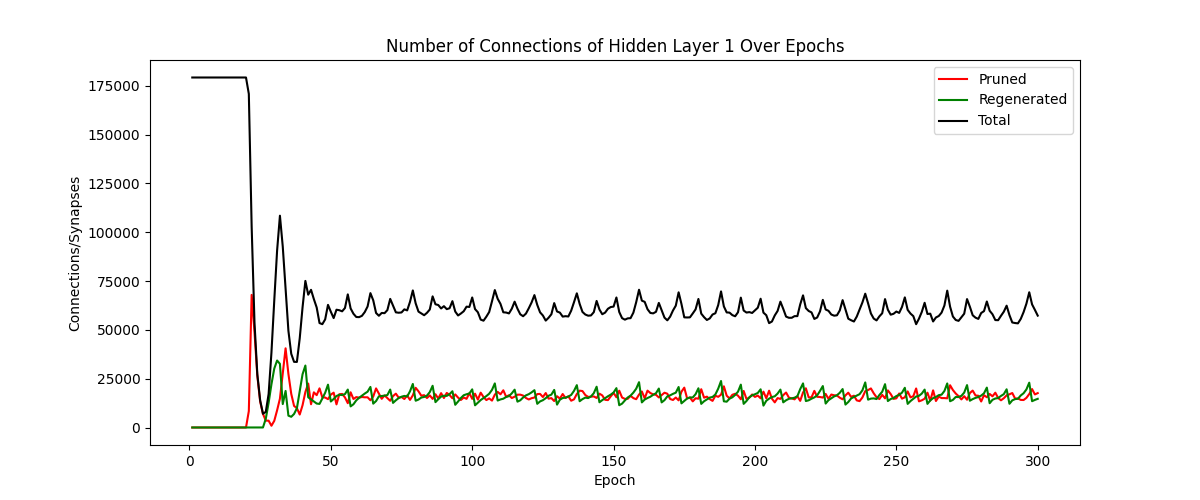 Number of Connections of Hidden Layer 1 Over Epochs
Pruned
Regenerated
Total
Connections/Synapses
175000
150000
125000
100000
75000
50000
25000
0
0 50 100 150 200 250 300
Epoch